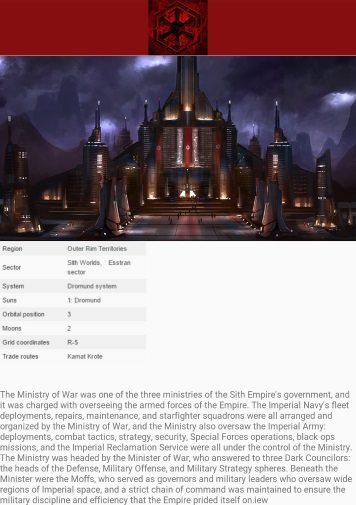 Region Outer Rim Territories
Sector Sith Worlds, Esstran
sector
System Dromund system
Suns 1: Dromund
Orbital position 3
Moons 2
Grid coordinates R-5
Trade routes Kamat Krote
The Ministry of War was one of the three ministries of the Sith Empire's government, and
it was charged with overseeing the armed forces of the Empire. The Imperial Navy's fleet
deployments, repairs, maintenance, and starfighter squadrons were all arranged and
organized by the Ministry of War, and the Ministry also oversaw the Imperial Army:
deployments, combat tactics, strategy, security, Special Forces operations, black ops
missions, and the Imperial Reclamation Service were all under the control of the Ministry.
The Ministry was headed by the Minister of War, who answered to three Dark Councilors:
the heads of the Defense, Military Offense, and Military Strategy spheres. Beneath the
Minister were the Moffs, who served as governors and military leaders who oversaw wide
regions of Imperial space, and a strict chain of command was maintained to ensure the
military discipline and efficiency that the Empire prided itself on.iew